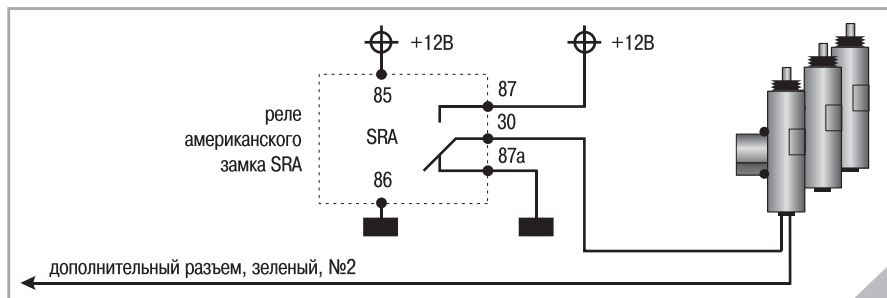 +12В
+12В
85
87
реле
американского
замка SRA
SRA
30
87а
86
дополнительный разъем, зеленый, №2